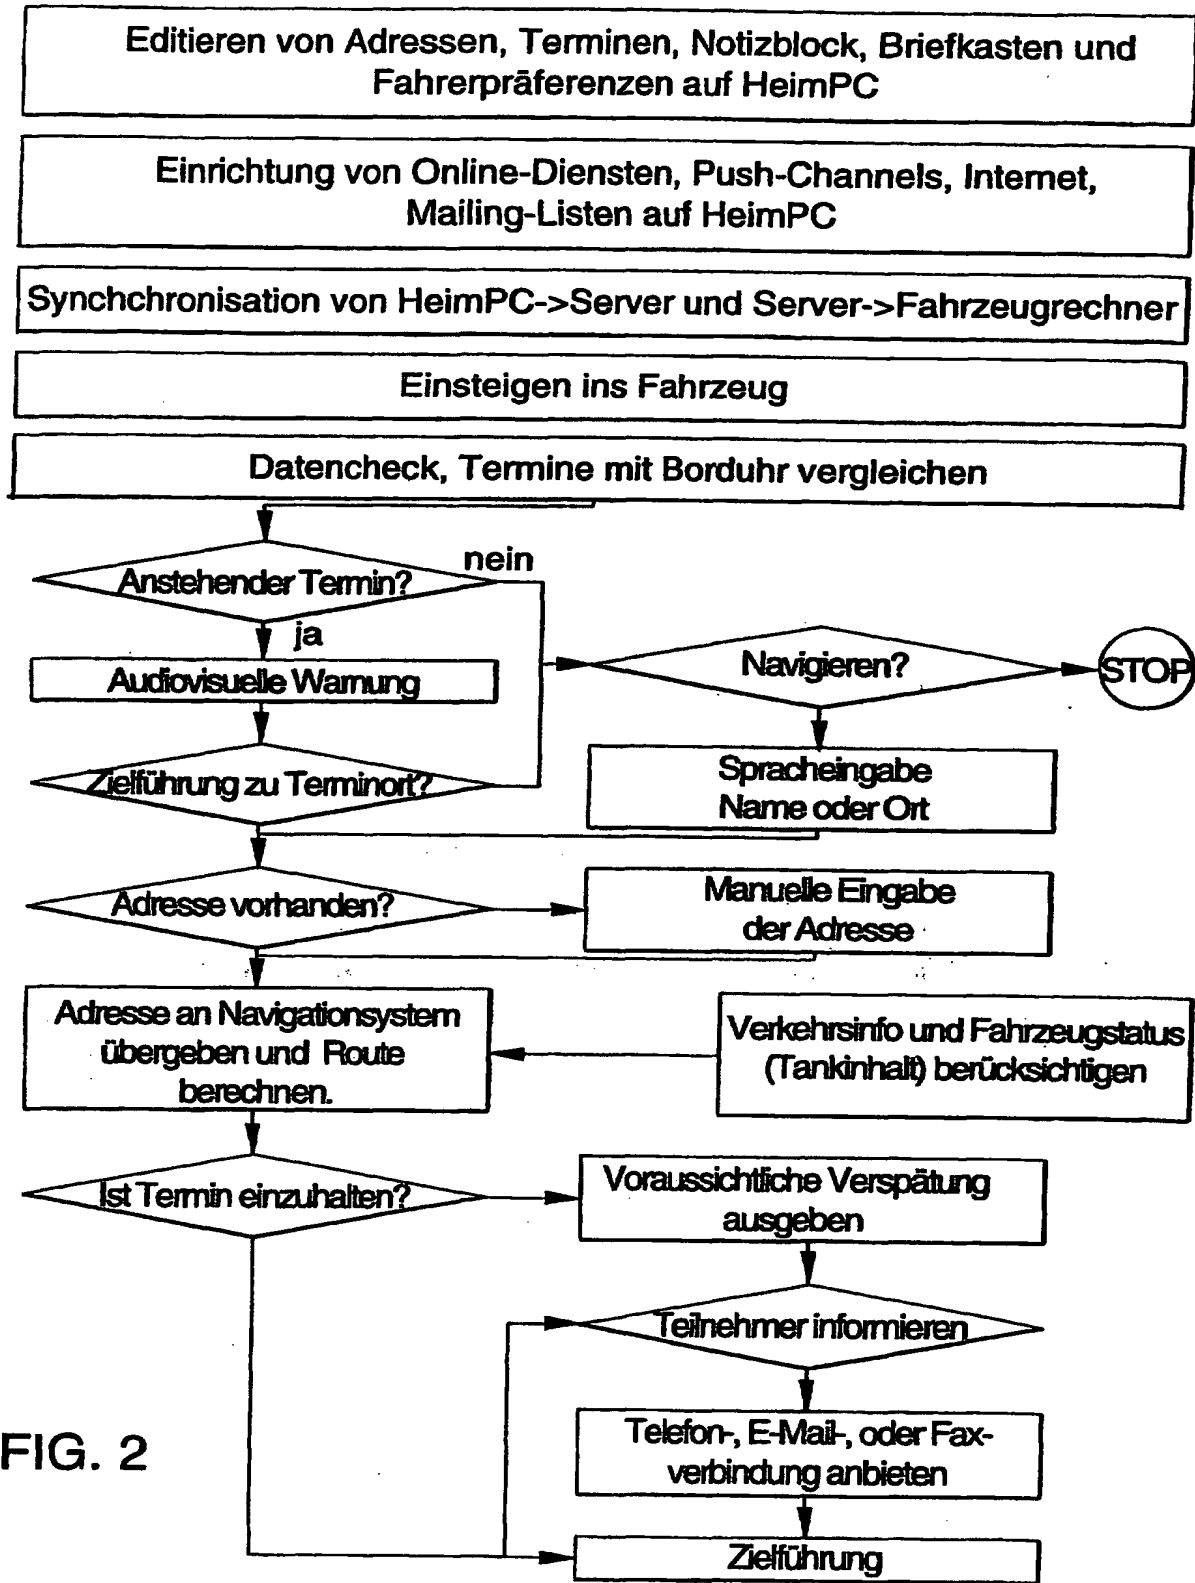 Editieren von Adressen, Terminen, Notizblock, Briefkasten und
Fahrerpräferenzen auf HeimPC
Einrichtung von Online-Diensten, Push-Channels, Internet,
Mailing-Listen auf HeimPC
Synchchronisation von HeimPC->Server und Server->Fahrzeugrechner
Einsteigen ins Fahrzeug
Datencheck, Termine mit Borduhr vergleichen
nein
Anstehender Termin?
ja
Audiovisuelle Warnung
Navigieren?
STOP
Zielführung zu Terminort?
Spracheingabe
Name oder Ort
Adresse vorhanden?
Manuelle Eingabe
der Adresse
Adresse an Navigationsystem
übergeben und Route
berechnen.
Verkehrsinfo und Fahrzeugstatus
(Tankinhalt) berücksichtigen
Ist Termin einzuhalten?
Voraussichtliche Verspätung
ausgeben
Teilnehmer informieren
Telefon-, E-Mail-, oder Fax-
verbindung anbieten
FIG. 2
Zielführung